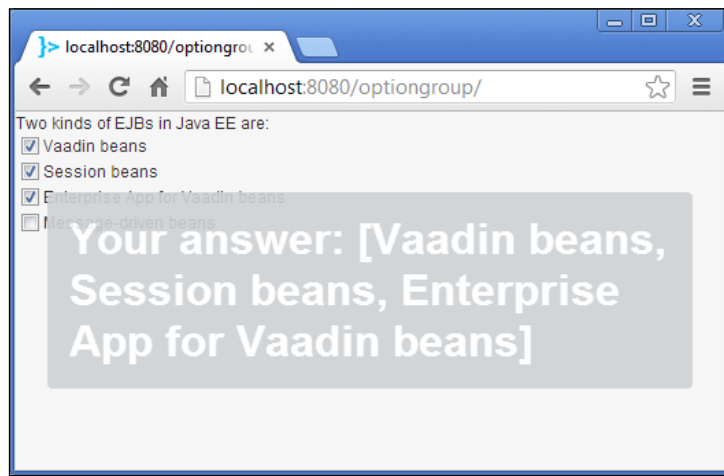 localhost:8080/optiongrou
localhost:8080/optiongroup/
Two kinds of EJBs in Java EE are:
Vaadin beans
Session beans
Enterprise App for Vaadin beans
Message-driven beans
Your answer: [Vaadin beans,
Session beans, Enterprise
App for Vaadin beans]